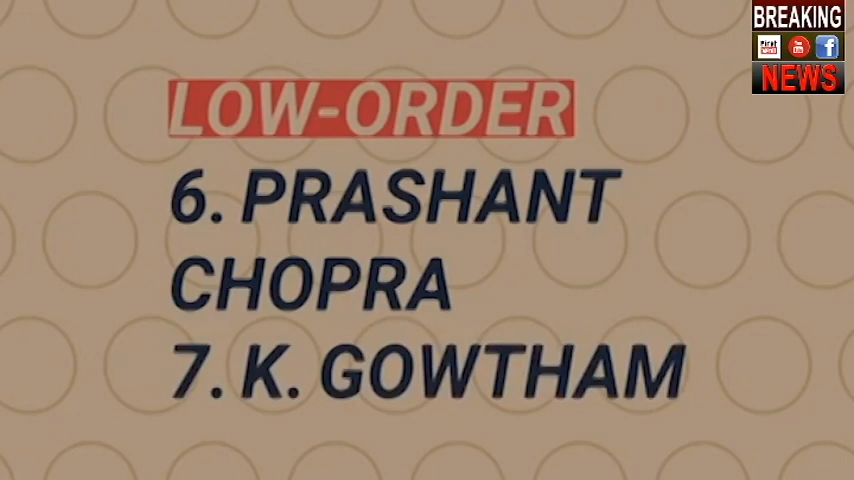 BREAKING
NEWS
LOW-ORDER
6. PRASHANT
CHOPRA
7. K. GOWTHAM